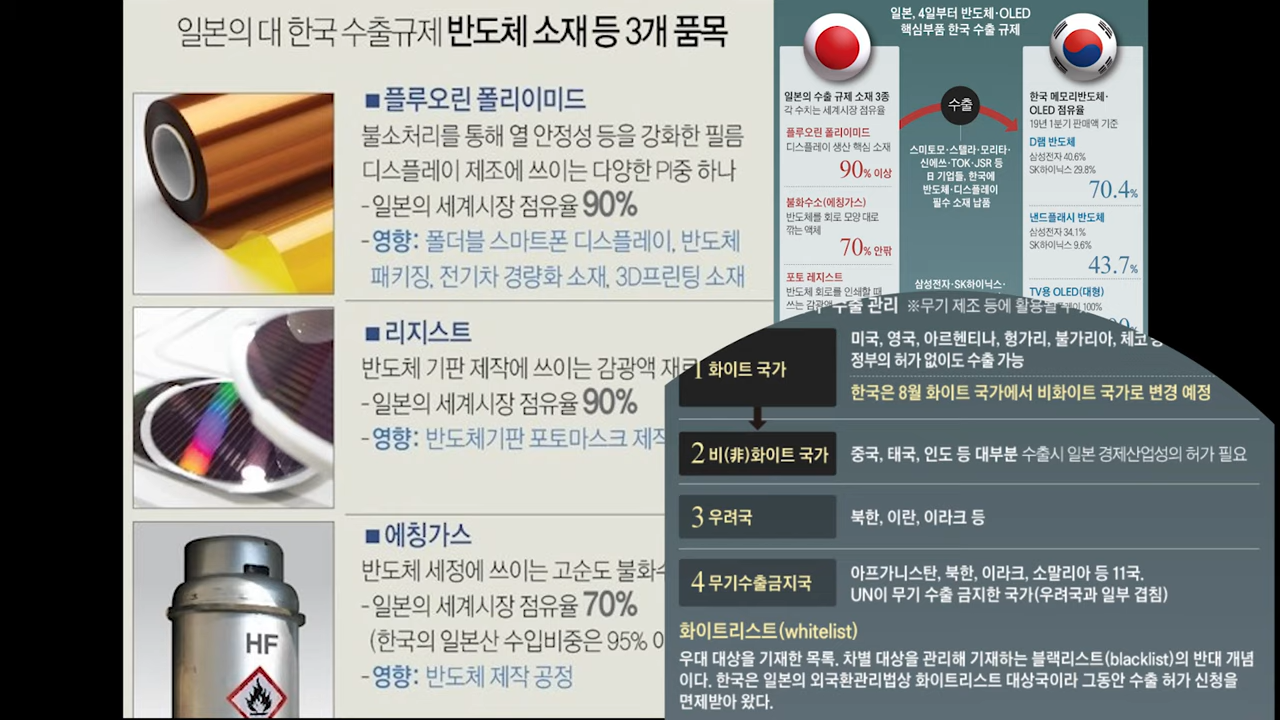 일본의 대 한국 수출규제 반도체 소재 등 3개 품목
■플루오린 폴리이미드
불소처리를 통해 열 안정성 등을 강화한 필름
디스플레이 제조에 쓰이는 다양한 PI중 하나
-일본의 세계시장 점유율 90%
-영향: 폴더블 스마트폰 디스플레이, 반도체
패키징, 전기차 경량화 소재, 3D프린팅 소재
■리지스트
반도체 기판 제작에 쓰이는 감광액 재
-일본의 세계시장 점유율 90%
-영향: 반도체기판 포토마스크 제작
■에칭가스
반도체 세정에 쓰이는 고순도
-일본의 세계시장 점유율 70%
(한국의 일본산 수입비중은 95%
-영향: 반도체 제작 공정
HF
일본, 4일부터 반도체·OLED
핵심부품 한국 수출 규제
일본의 수출 규제 소재 3종
각 수치는 세계시장 점유율
플루오린 폴리이미드
디스플레이 생산 핵심 소재
90% 이상
불화수소(에칭가스)
반도체를 회로 모양 대로
깎는 액체
70% 안팎
포토 레지스트
반도체 회로를 인쇄할 때
쓰는 감광액
수출
스미토모·스텔라·모리타·
신에쓰·TOK·JSR 등
日 기업들, 한국에
반도체·디스플레이
필수 소재 납품
삼성전자·SK하이닉스·
한국 메모리반도체·
OLED 점유율
19년 1분기 판매액 기준
D램 반도체
삼성전자 40.6%
SK하이닉스 29.8%
70.4%
낸드플래시 반도체
삼성전자 34.1%
SK하이닉스 9.6%
43.7%
TV용 OLED(대형)
100%
수출 관리 ※무기 제조 등에 활용될
1 화이트 국가
미국, 영국, 아르헨티나, 헝가리, 불가리아, 체코
정부의 허가 없이도 수출 가능
한국은 8월 화이트 국가에서 비화이트 국가로 변경 예정
2 비(非)화이트 국가
중국, 태국, 인도 등 대부분 수출시 일본 경제산업성의 허가 필요
3 우려국
북한, 이란, 이라크 등
4 무기수출금지국
아프가니스탄, 북한, 이라크, 소말리아 등 11국.
UN이 무기 수출 금지한 국가(우려국과 일부 겹침)
화이트리스트(whitelist)
우대 대상을 기재한 목록. 차별 대상을 관리해 기재하는 블랙리스트(blacklist)의 반대 개념
이다. 한국은 일본의 외국환관리법상 화이트리스트 대상국이라 그동안 수출 허가 신청을
면제받아 왔다.